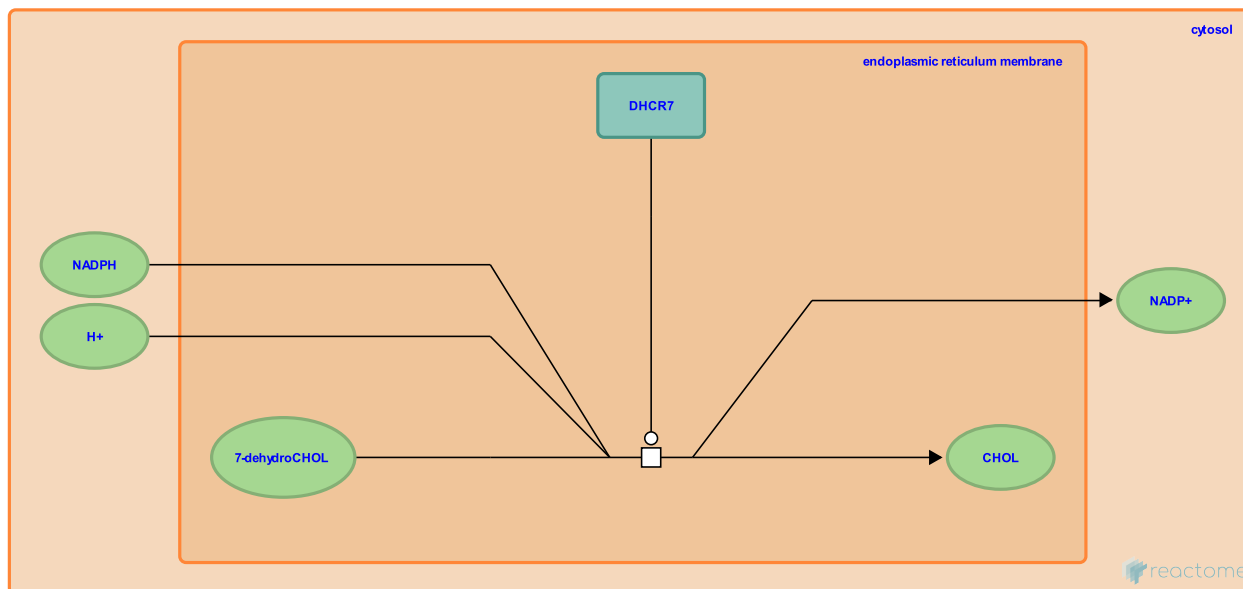 cytosol
endoplasmic reticulum membrane
DHCR7
NADPH
NADP+
H+
7-dehydroCHOL
CHOL
reactome